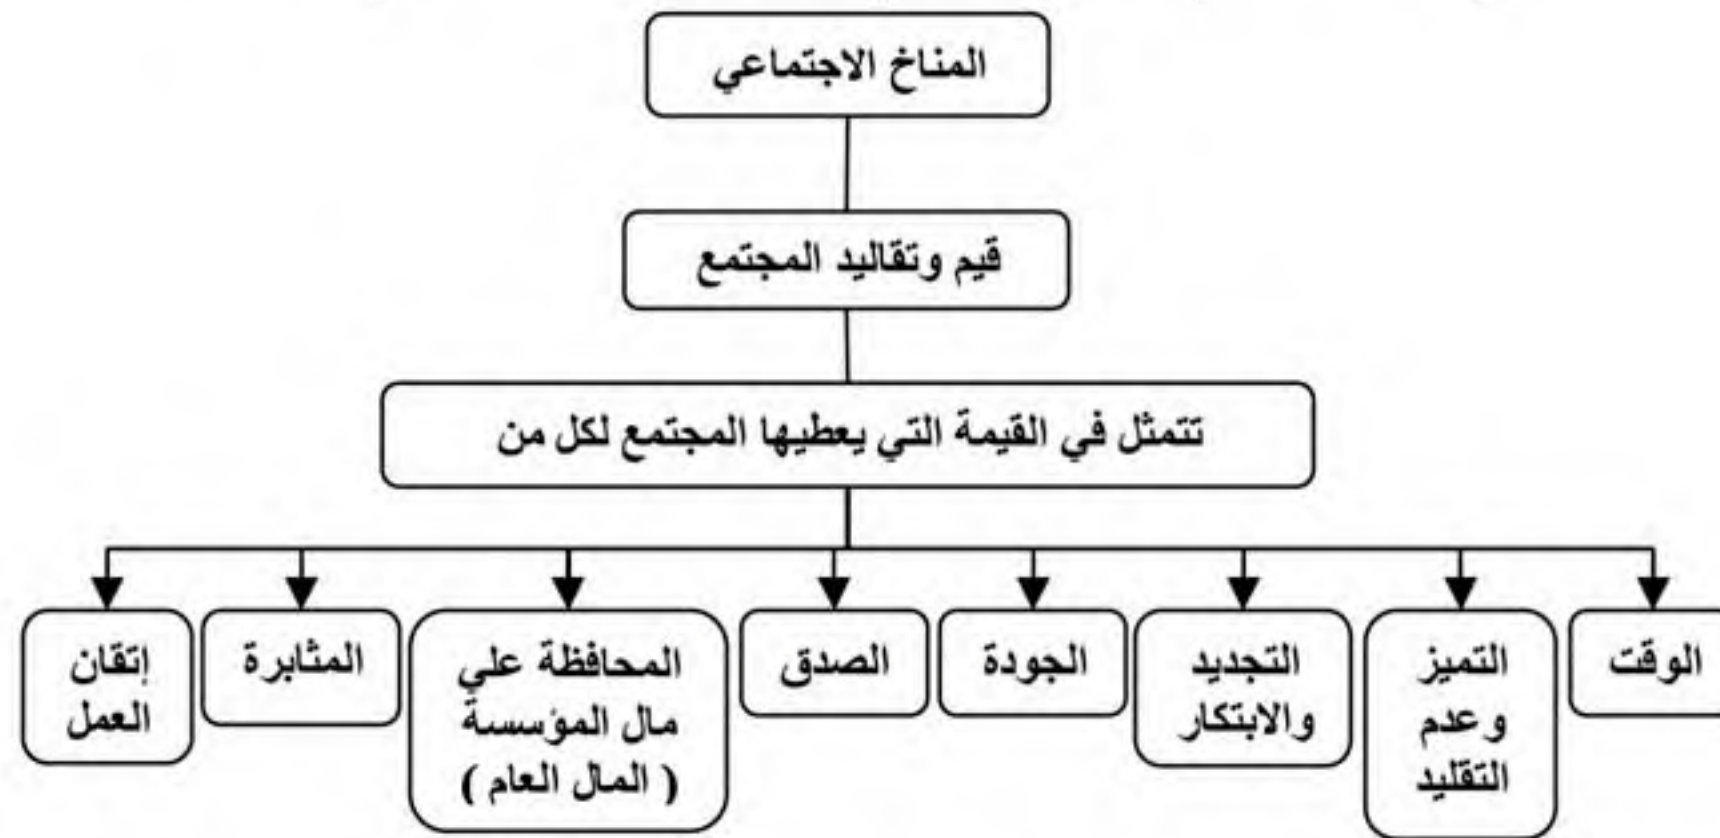 المناخ الاجتماعي
قيم وتقاليد المجتمع
تتمثل في القيمة التي يعطيها المجتمع لكل من
الوقت
التميز
وعدم
التقليد
التجديد
والابتكار
الجودة
الصدق
المحافظة علي
مال المؤسسة
( المال العام )
المثابرة
إتقان
العمل